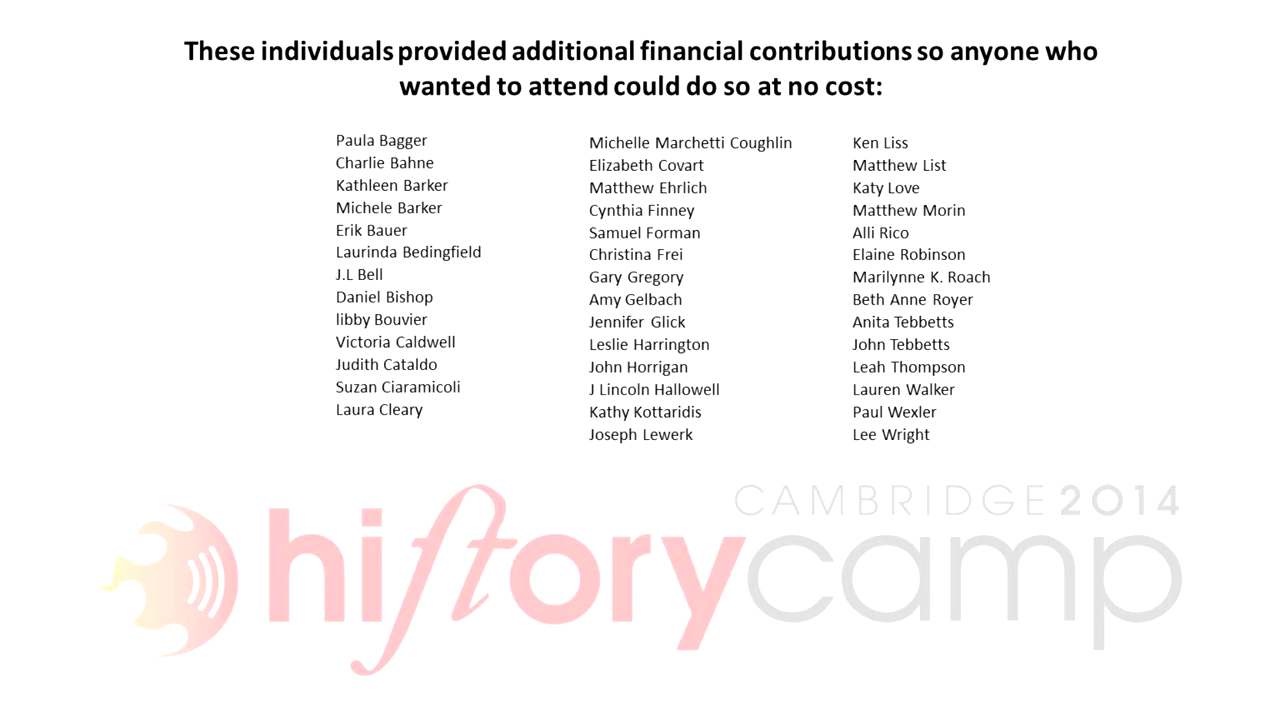 These individuals provided additional financial contributions so anyone who
wanted to attend could do so at no cost:
Paula Bagger
Charlie Bahne
Kathleen Barker
Michele Barker
Erik Bauer
Laurinda Bedingfield
J.L Bell
Daniel Bishop
libby Bouvier
Victoria Caldwell
Judith Cataldo
Suzan Ciaramicoli
Laura Cleary
Michelle Marchetti Coughlin
Elizabeth Covart
Matthew Ehrlich
Cynthia Finney
Samuel Forman
Christina Frei
Gary Gregory
Amy Gelbach
Jennifer Glick
Leslie Harrington
John Horrigan
J Lincoln Hallowell
Kathy Kottaridis
Joseph Lewerk
Ken Liss
Matthew List
Katy Love
Matthew Morin
Alli Rico
Elaine Robinson
Marilynne K. Roach
Beth Anne Royer
Anita Tebbetts
John Tebbetts
Leah Thompson
Lauren Walker
Paul Wexler
Lee Wright
CAMBRIDGE 2014
hiſtorycamp